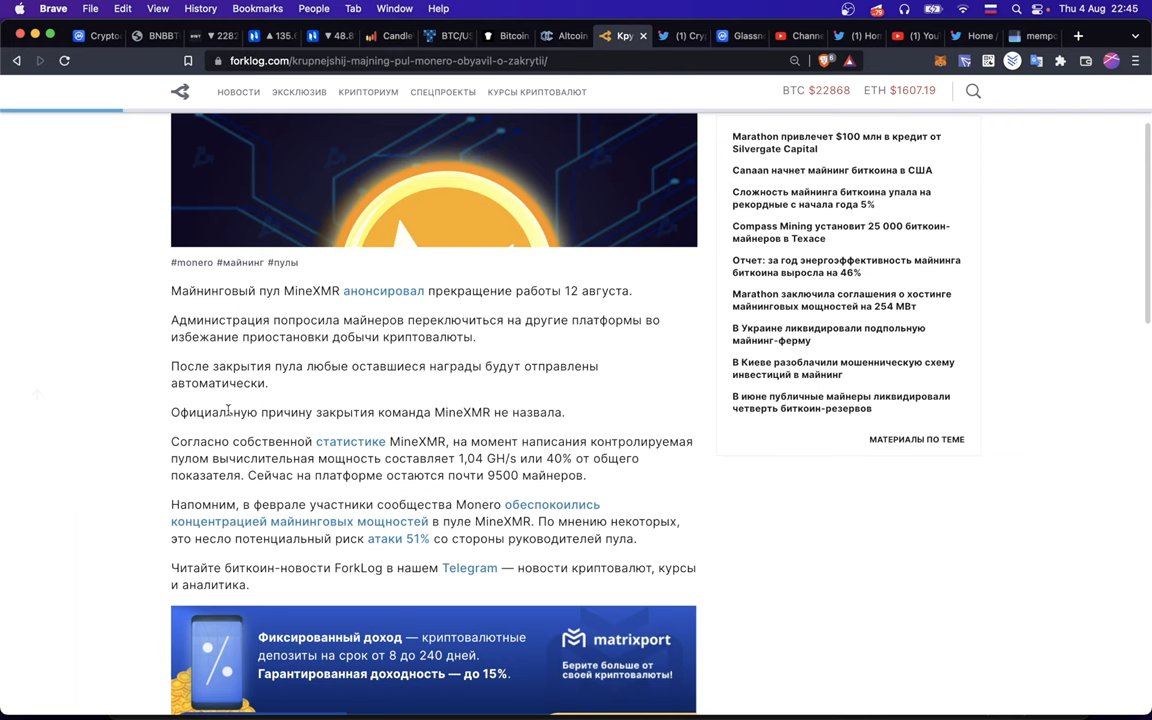 Brave File Edit View History Bookmarks People Tab Window Help Thu 4 Aug 22:45
Crypto BNBBT 2282 135. 48.8 Candle BTC/US Bitcoin Altcoin Кру (1) Cry Glassn Chann (1) Hon (1) You Home / memp
forklog.com/krupnejshij-majning-pul-monero-obyavil-o-zakrytii/ 6
НОВОСТИ ЭКСКЛЮЗИВ КРИПТОРИУМ СПЕЦПРОЕКТЫ КУРСЫ КРИПТОВАЛЮТ BTC $22868 ETH $1607.19
#monero #майнинг #пулы
Майнинговый пул MineXMR анонсировал прекращение работы 12 августа.
Администрация попросила майнеров переключиться на другие платформы во
избежание приостановки добычи криптовалюты.
После закрытия пула любые оставшиеся награды будут отправлены
автоматически.
Официальную причину закрытия команда MineXMR не назвала.
Согласно собственной статистике MineXMR, на момент написания контролируемая
пулом вычислительная мощность составляет 1,04 GH/s или 40% от общего
показателя. Сейчас на платформе остаются почти 9500 майнеров.
Напомним, в феврале участники сообщества Monero обеспокоились
концентрацией майнинговых мощностей в пуле MineXMR. По мнению некоторых,
это несло потенциальный риск атаки 51% со стороны руководителей пула.
Читайте биткоин-новости ForkLog в нашем Telegram — новости криптовалют, курсы
и аналитика.
Фиксированный доход — криптовалютные
депозиты на срок от 8 до 240 дней.
Гарантированная доходность — до 15%.
matrixport
Берите больше от
своей криптовалюты!
Marathon привлечет $100 млн в кредит от
Silvergate Capital
Canaan начнет майнинг биткоина в США
Сложность майнинга биткоина упала на
рекордные с начала года 5%
Compass Mining установит 25 000 биткоин-
майнеров в Техасе
Отчет: за год энергоэффективность майнинга
биткоина выросла на 46%
Marathon заключила соглашения о хостинге
майнинговых мощностей на 254 МВт
В Украине ликвидировали подпольную
майнинг-ферму
В Киеве разоблачили мошенническую схему
инвестиций в майнинг
В июне публичные майнеры ликвидировали
четверть биткоин-резервов
МАТЕРИАЛЫ ПО ТЕМЕ